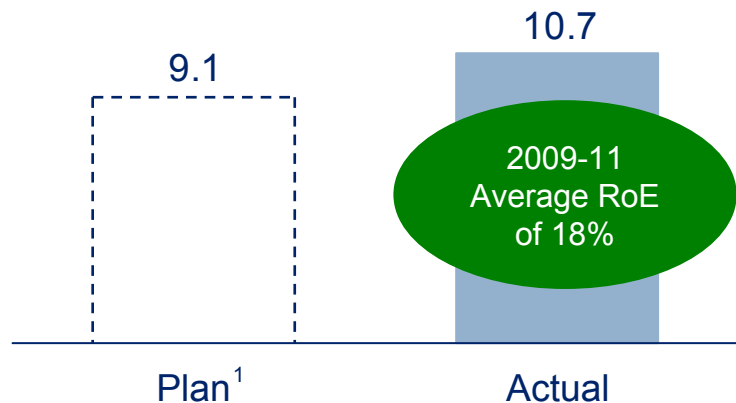 10.7
9.1
2009-11
Average RoE
of 18%
Plan¹
Actual